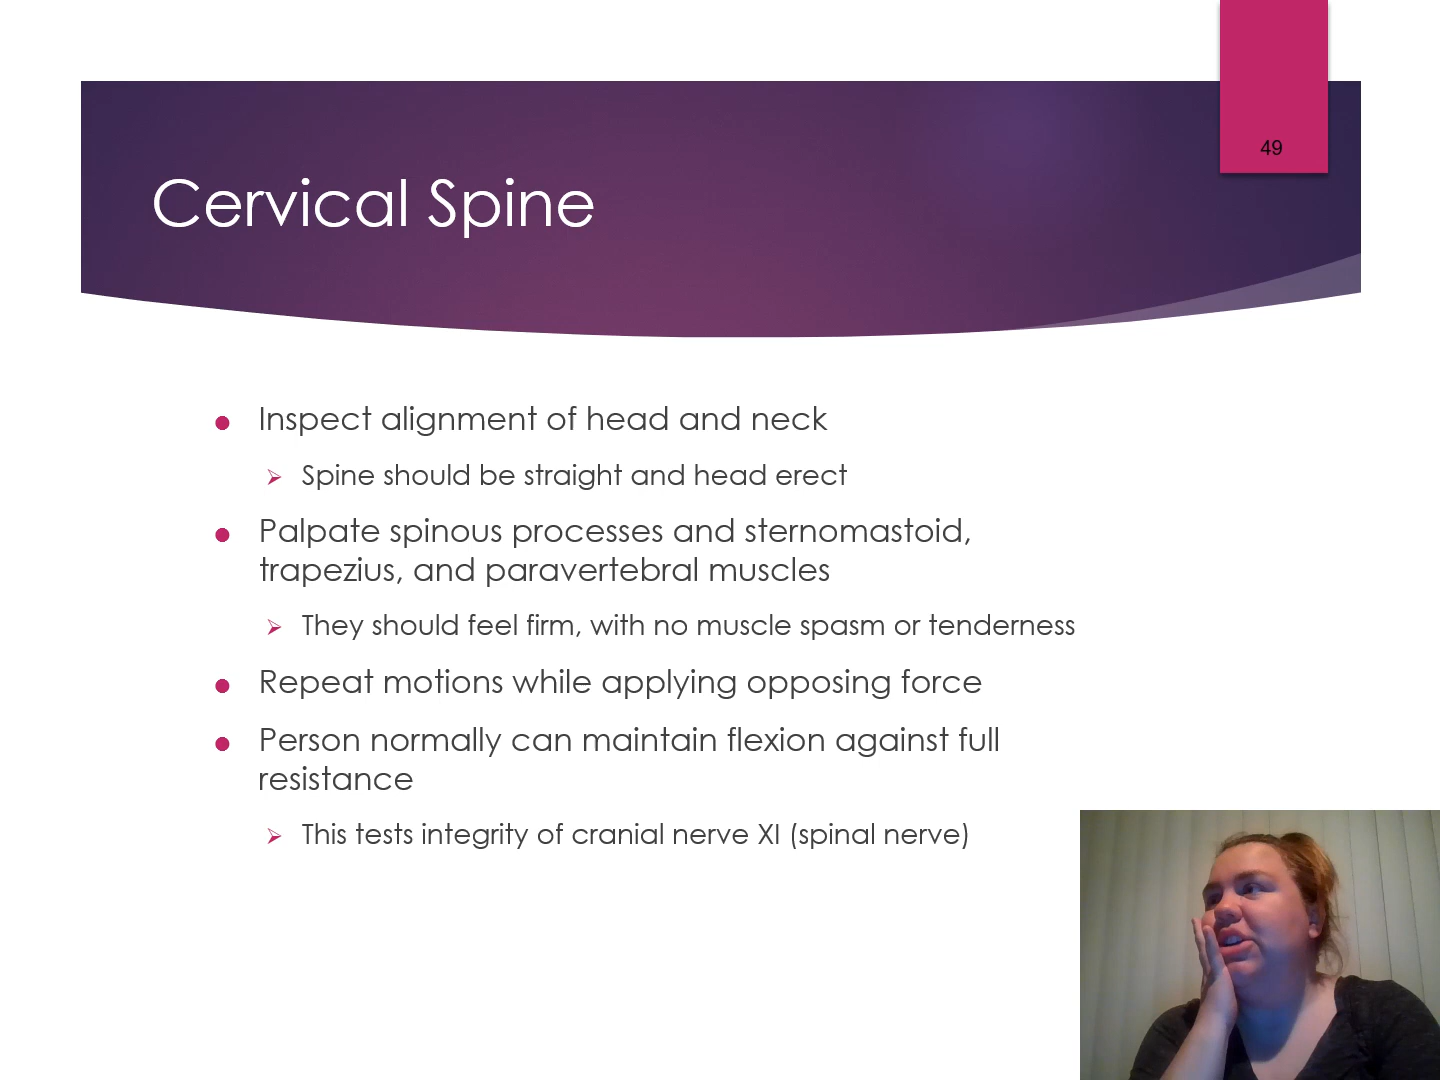 49
Cervical Spine
Inspect alignment of head and neck
Spine should be straight and head erect
Palpate spinous processes and sternomastoid,
trapezius, and paravertebral muscles
They should feel firm, with no muscle spasm or tenderness
Repeat motions while applying opposing force
Person normally can maintain flexion against full
resistance
This tests integrity of cranial nerve XI (spinal nerve)